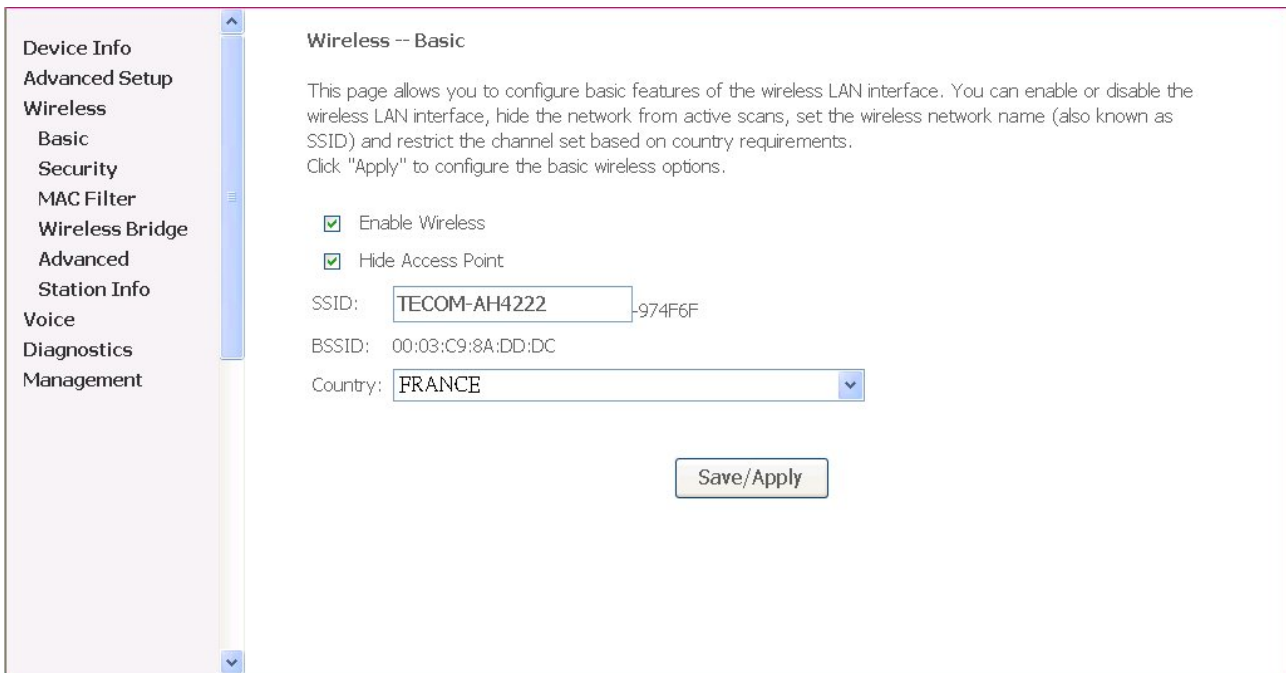 Device Info
Advanced Setup
Wireless
Basic
Security
MAC Filter
Wireless Bridge
Advanced
Station Info
Voice
Diagnostics
Management
Wireless -- Basic
This page allows you to configure basic features of the wireless LAN interface. You can enable or disable the
wireless LAN interface, hide the network from active scans, set the wireless network name (also known as
SSID) and restrict the channel set based on country requirements.
Click "Apply" to configure the basic wireless options.
Enable Wireless
Hide Access Point
SSID: TECOM-AH4222 -974F6F
BSSID: 00:03:C9:8A:DD:DC
Country: FRANCE
Save/Apply